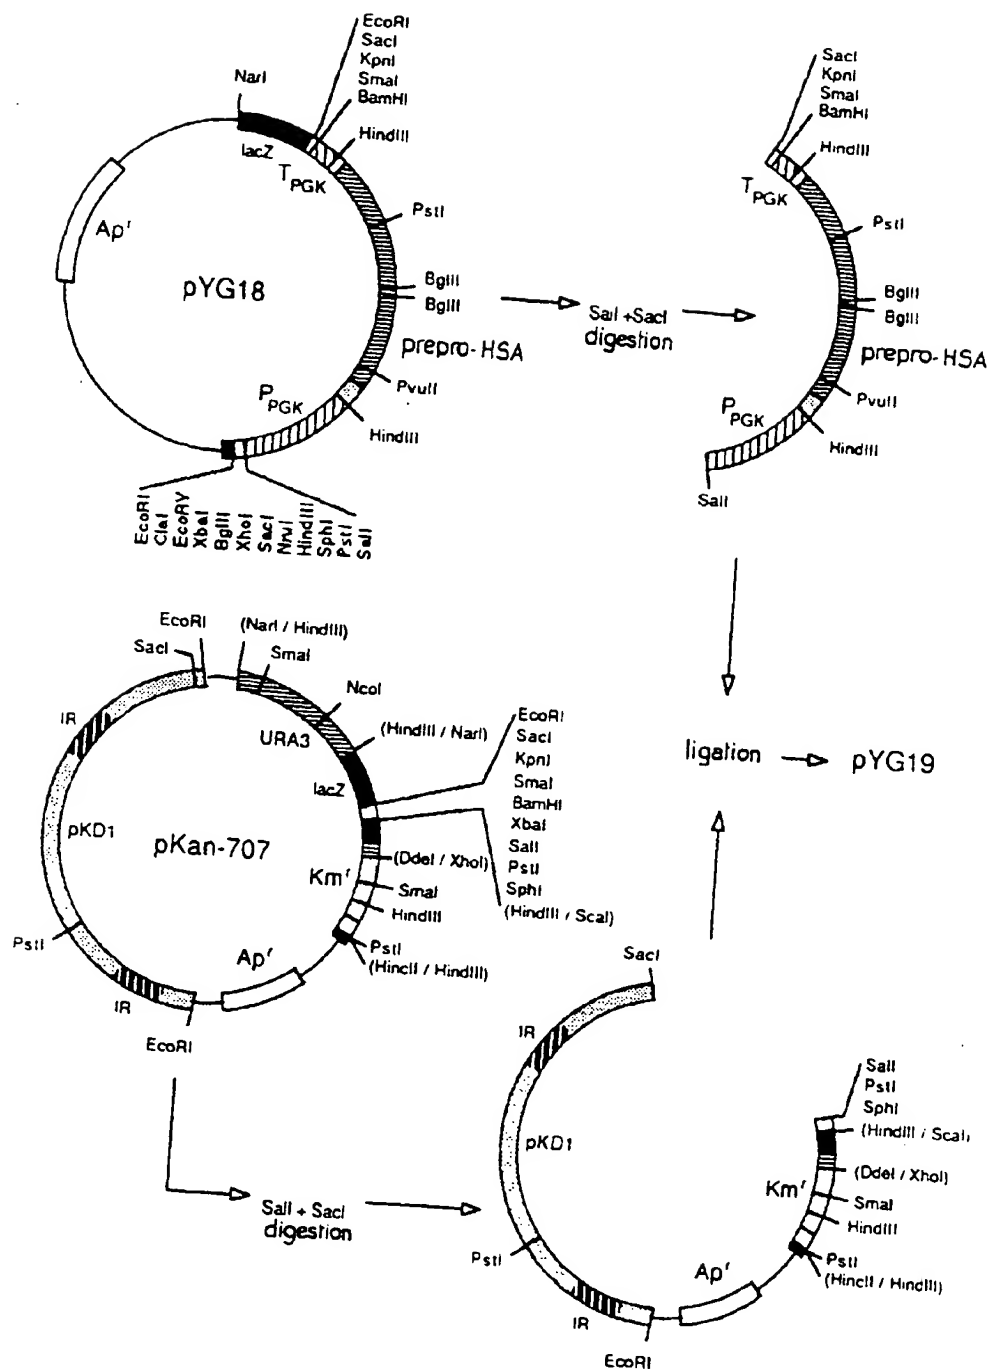 EcoRI
SacI
KpnI
SmaI
BamHI
NarI
HindIII
lacZ
TPGK
PstI
Apʳ
pYG18
BglII
BglII
prepro-HSA
PvuII
PPGK
HindIII
EcoRI
ClaI
EcoRV
XbaI
BglII
XhoI
SacI
NruI
HindIII
SphI
PstI
SalI
SalI + SacI
digestion
SacI
KpnI
SmaI
BamHI
HindIII
TPGK
PstI
BglII
BglII
prepro-HSA
PvuII
PPGK
HindIII
SalI
EcoRI
(NarI / HindIII)
SacI
SmaI
NcoI
IR
URA3
(HindIII / NarI)
lacZ
EcoRI
SacI
KpnI
SmaI
BamHI
XbaI
SalI
PstI
SphI
(HindIII / ScaI)
pKD1
pKan-707
(DdeI / XhoI)
Kmʳ
SmaI
HindIII
PstI
PstI
(HincII / HindIII)
Apʳ
IR
EcoRI
ligation
pYG19
SalI + SacI
digestion
SacI
IR
SalI
PstI
SphI
(HindIII / ScaI)
pKD1
(DdeI / XhoI)
Kmʳ
SmaI
HindIII
PstI
PstI
(HincII / HindIII)
Apʳ
IR
EcoRI